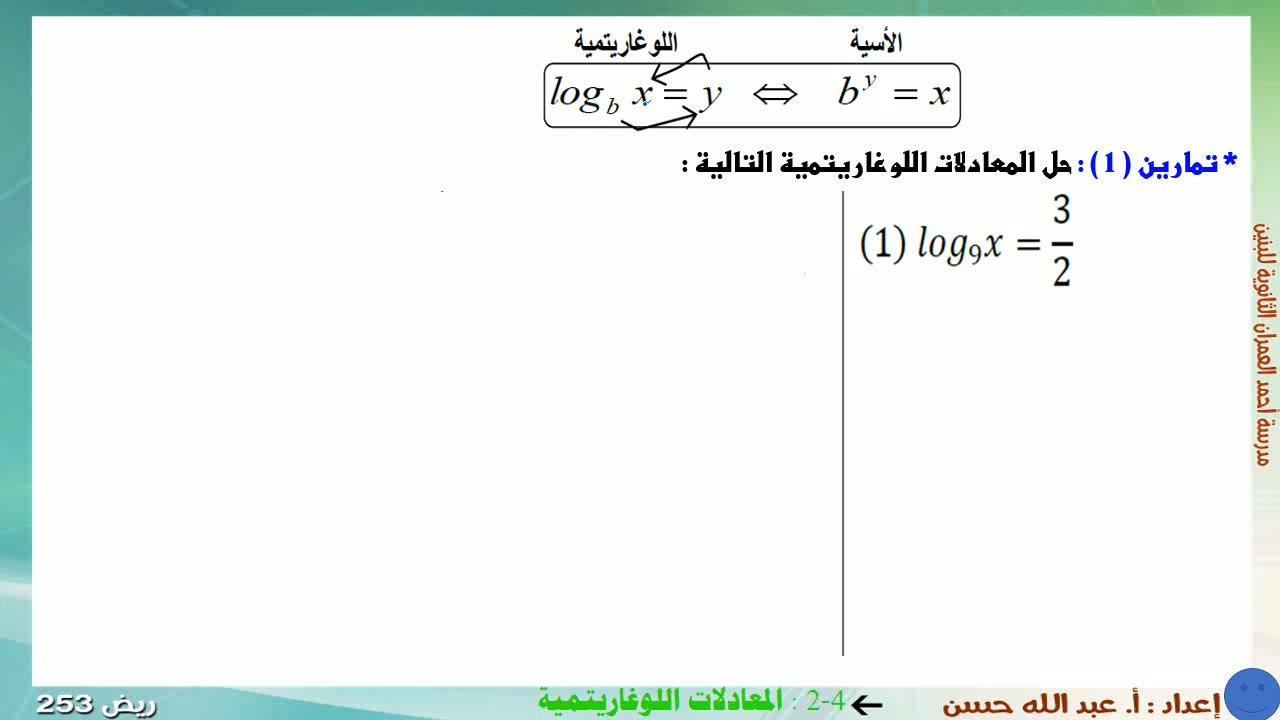 الأسية اللوغاريتمية
log_b x = y ⇔ b^y = x
* تمارين (1) : حل المعادلات اللوغاريتمية التالية :
(1) log₉x = 3/2
مدرسة أحمد العمران الثانوية للبنين
إعداد : أ. عبد الله حسن ← 2-4 : المعادلات اللوغاريتمية
ريض 253